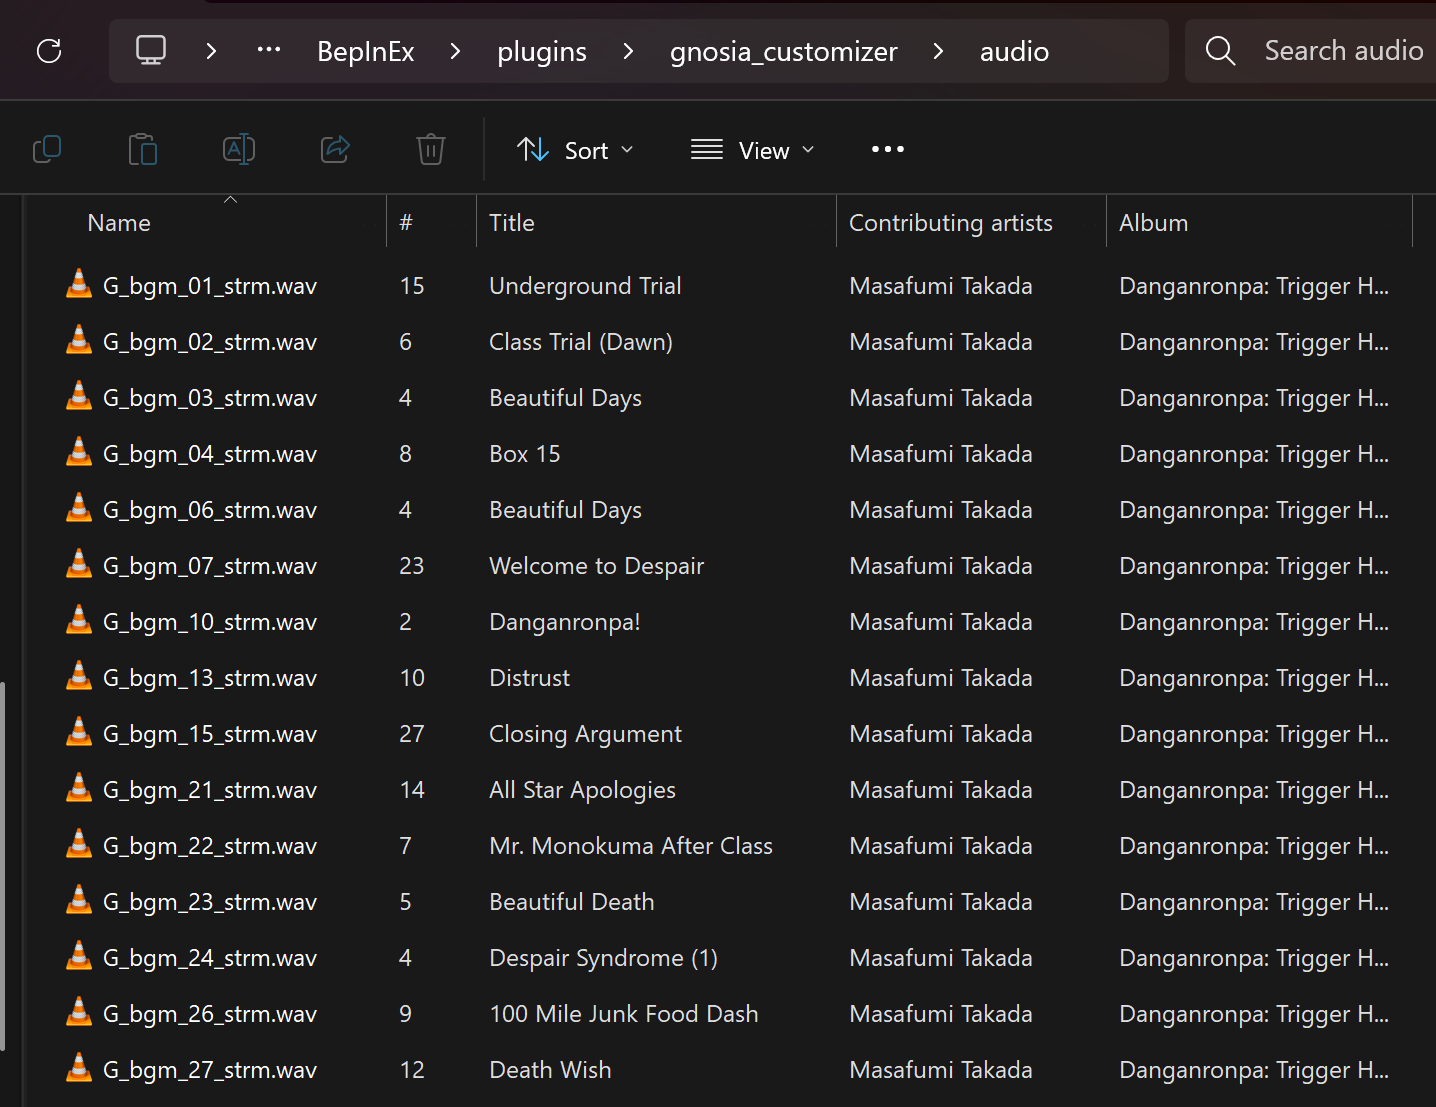 BepInEx > plugins > gnosia_customizer > audio Search audio
Sort View
Name # Title Contributing artists Album
G_bgm_01_strm.wav 15 Underground Trial Masafumi Takada Danganronpa: Trigger H...
G_bgm_02_strm.wav 6 Class Trial (Dawn) Masafumi Takada Danganronpa: Trigger H...
G_bgm_03_strm.wav 4 Beautiful Days Masafumi Takada Danganronpa: Trigger H...
G_bgm_04_strm.wav 8 Box 15 Masafumi Takada Danganronpa: Trigger H...
G_bgm_06_strm.wav 4 Beautiful Days Masafumi Takada Danganronpa: Trigger H...
G_bgm_07_strm.wav 23 Welcome to Despair Masafumi Takada Danganronpa: Trigger H...
G_bgm_10_strm.wav 2 Danganronpa! Masafumi Takada Danganronpa: Trigger H...
G_bgm_13_strm.wav 10 Distrust Masafumi Takada Danganronpa: Trigger H...
G_bgm_15_strm.wav 27 Closing Argument Masafumi Takada Danganronpa: Trigger H...
G_bgm_21_strm.wav 14 All Star Apologies Masafumi Takada Danganronpa: Trigger H...
G_bgm_22_strm.wav 7 Mr. Monokuma After Class Masafumi Takada Danganronpa: Trigger H...
G_bgm_23_strm.wav 5 Beautiful Death Masafumi Takada Danganronpa: Trigger H...
G_bgm_24_strm.wav 4 Despair Syndrome (1) Masafumi Takada Danganronpa: Trigger H...
G_bgm_26_strm.wav 9 100 Mile Junk Food Dash Masafumi Takada Danganronpa: Trigger H...
G_bgm_27_strm.wav 12 Death Wish Masafumi Takada Danganronpa: Trigger H...